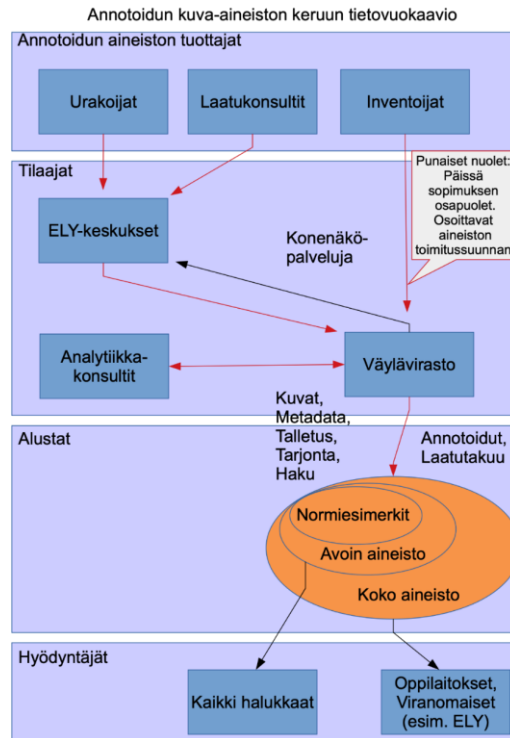 Annotoidun kuva-aineiston keruun tietovuokaavio
Annotoidun aineiston tuottajat
Urakoijat
Laatukonsultit
Inventoijat
Tilaajat
Punaiset nuolet:
Päissä
sopimuksen
osapuolet.
Osoittavat
aineiston
toimitussuunnan
ELY-keskukset
Konenäkö-
palveluja
Analytiikka-
konsultit
Väylävirasto
Kuvat,
Metadata,
Talletus,
Tarjonta,
Haku
Alustat
Annotoidut,
Laatutakuu
Normiesimerkit
Avoin aineisto
Koko aineisto
Hyödyntäjät
Kaikki halukkaat
Oppilaitokset,
Viranomaiset
(esim. ELY)